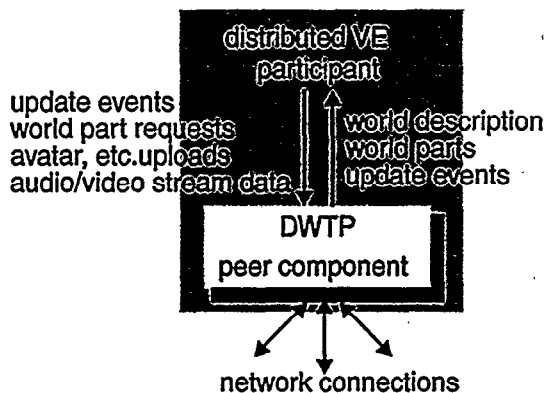 distributed VE
participant
update events
world part requests
avatar, etc.uploads
audio/video stream data
world description
world parts
update events
DWTP
peer component
network connections